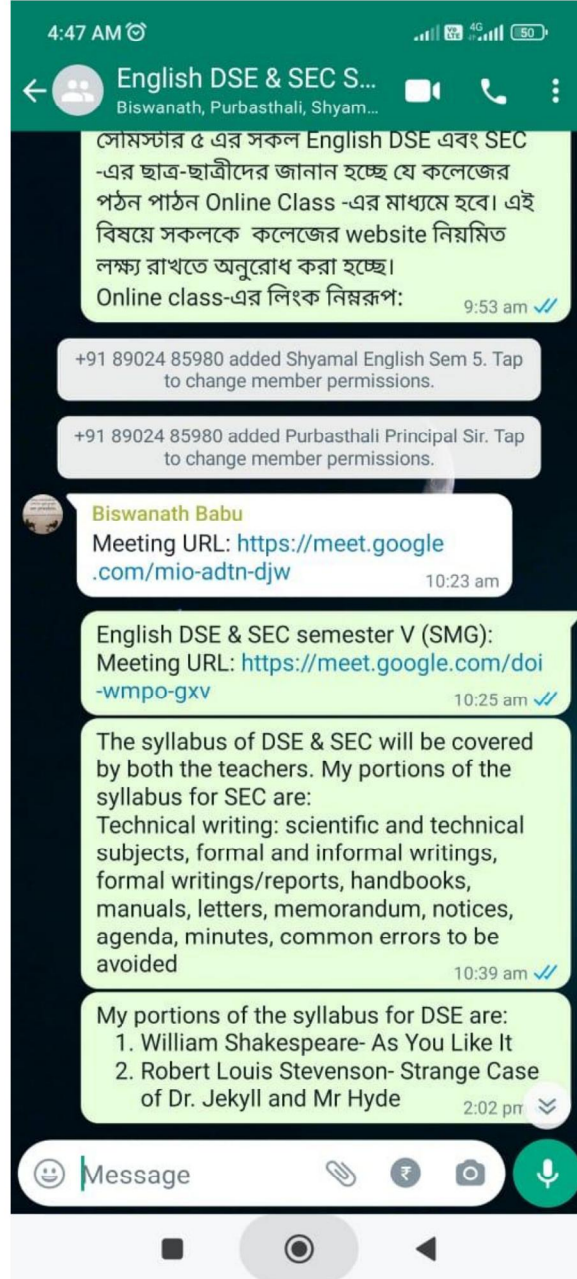 4:47 AM
Vo LTE 4G 50
English DSE & SEC S...
Biswanath, Purbasthali, Shyam...
সেমিস্টার ৫ এর সকল English DSE এবং SEC
-এর ছাত্র-ছাত্রীদের জানান হচ্ছে যে কলেজের
পঠন পাঠন Online Class -এর মাধ্যমে হবে। এই
বিষয়ে সকলকে কলেজের website নিয়মিত
লক্ষ্য রাখতে অনুরোধ করা হচ্ছে।
Online class-এর লিংক নিম্নরূপ:
9:53 am
+91 89024 85980 added Shyamal English Sem 5. Tap
to change member permissions.
+91 89024 85980 added Purbasthali Principal Sir. Tap
to change member permissions.
Biswanath Babu
Meeting URL: https://meet.google
.com/mio-adtn-djw
10:23 am
English DSE & SEC semester V (SMG):
Meeting URL: https://meet.google.com/doi
-wmpo-gxv
10:25 am
The syllabus of DSE & SEC will be covered
by both the teachers. My portions of the
syllabus for SEC are:
Technical writing: scientific and technical
subjects, formal and informal writings,
formal writings/reports, handbooks,
manuals, letters, memorandum, notices,
agenda, minutes, common errors to be
avoided
10:39 am
My portions of the syllabus for DSE are:
1. William Shakespeare- As You Like It
2. Robert Louis Stevenson- Strange Case
of Dr. Jekyll and Mr Hyde
2:02 pm
Message